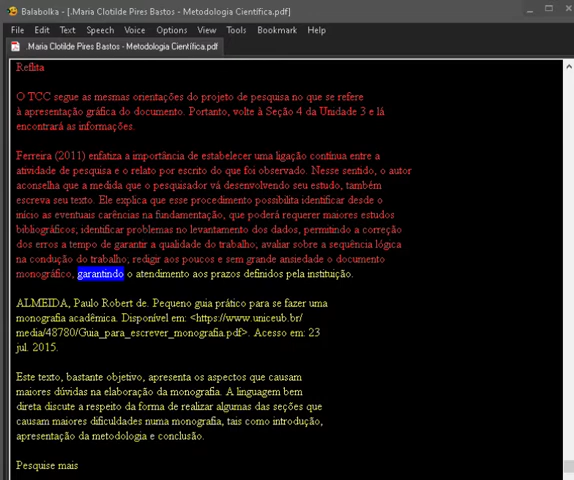 Balabolka - [.Maria Clotilde Pires Bastos - Metodologia Científica.pdf]
File Edit Text Speech Voice Options View Tools Bookmark Help
.Maria Clotilde Pires Bastos - Metodologia Científica.pdf
Reflita
O TCC segue as mesmas orientações do projeto de pesquisa no que se refere
à apresentação gráfica do documento. Portanto, volte à Seção 4 da Unidade 3 e lá
encontrará as informações.
Ferreira (2011) enfatiza a importância de estabelecer uma ligação contínua entre a
atividade de pesquisa e o relato por escrito do que foi observado. Nesse sentido, o autor
aconselha que a medida que o pesquisador vá desenvolvendo seu estudo, também
escreva seu texto. Ele explica que esse procedimento possibilita identificar desde o
início as eventuais carências na fundamentação, que poderá requerer maiores estudos
bibliográficos; identificar problemas no levantamento dos dados, permitindo a correção
dos erros a tempo de garantir a qualidade do trabalho, avaliar sobre a sequência lógica
na condução do trabalho, redigir aos poucos e sem grande ansiedade o documento
monográfico, garantindo o atendimento aos prazos definidos pela instituição.
ALMEIDA, Paulo Robert de. Pequeno guia prático para se fazer uma
monografia acadêmica. Disponível em: <https://www.uniceub.br/
media/48780/Guia_para_escrever_monografia.pdf>. Acesso em: 23
jul. 2015.
Este texto, bastante objetivo, apresenta os aspectos que causam
maiores dúvidas na elaboração da monografia. A linguagem bem
direta discute a respeito da forma de realizar algumas das seções que
causam maiores dificuldades numa monografia, tais como introdução,
apresentação da metodologia e conclusão.
Pesquise mais